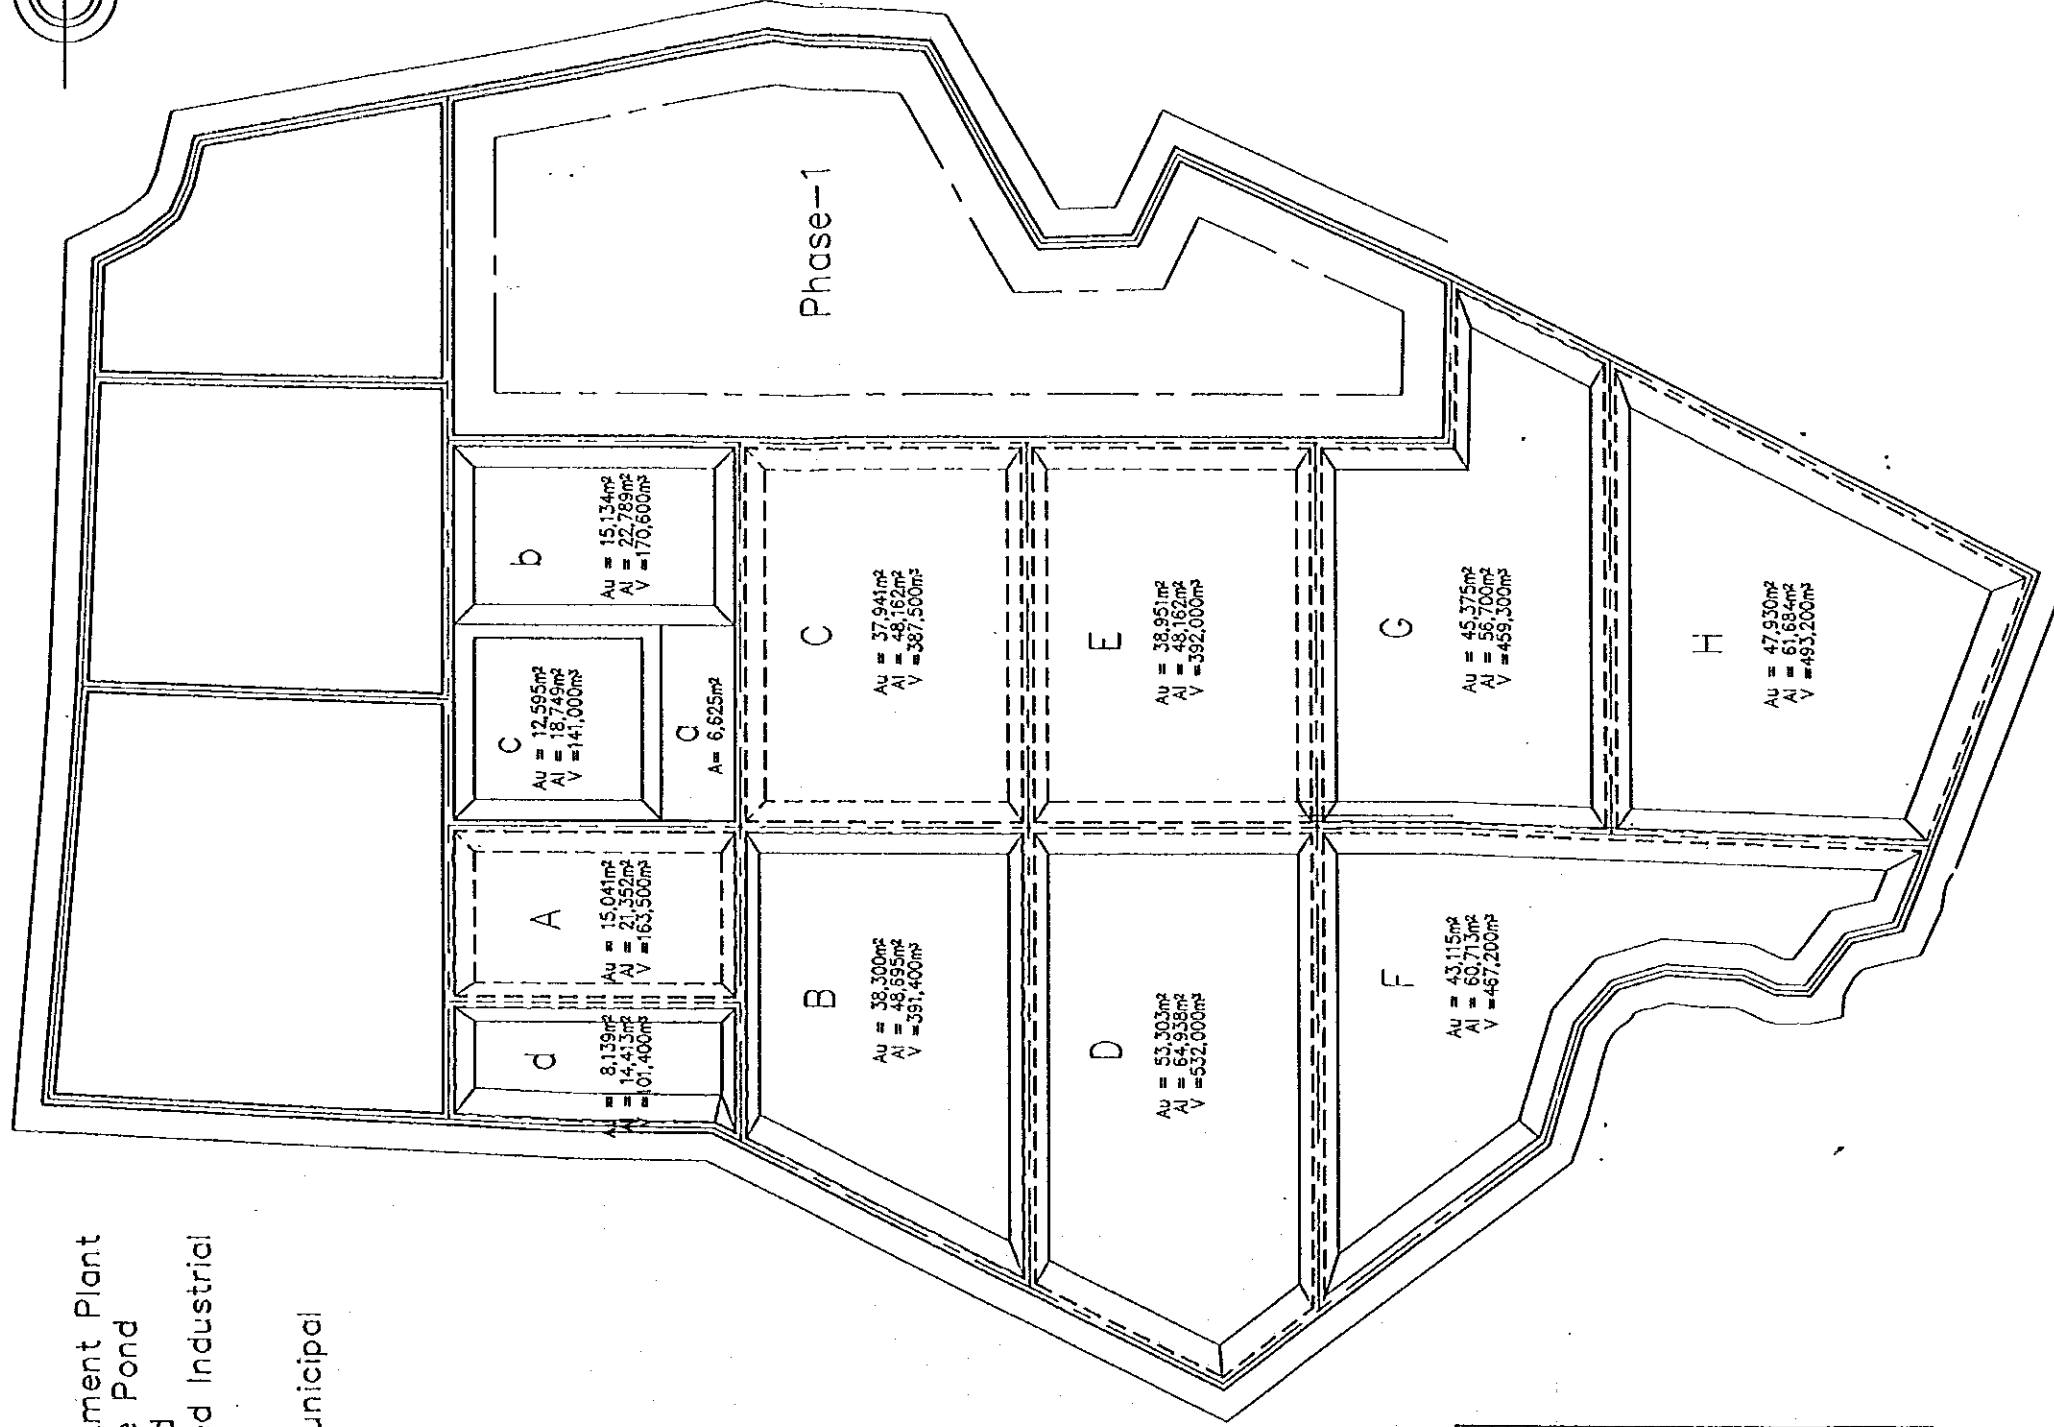 ment Plant
Pond
d Industrial
unicipal
Phase-1
b
Au = 15,134m²
Al = 22,789m²
V =170,600m³
c
Au = 12,595m²
Al = 18,749m²
V =141,000m³
a
A= 6,625m²
A
Au = 15,041m²
Al = 21,352m²
V =163,500m³
d
Au = 8,139m²
Al = 14,413m²
V =101,400m³
C
Au = 37,941m²
Al = 48,162m²
V =387,500m³
B
Au = 38,300m²
Al = 48,695m²
V =391,400m³
E
Au = 38,951m²
Al = 48,162m²
V =392,000m³
D
Au = 53,303m²
Al = 64,938m²
V =532,000m³
G
Au = 45,375m²
Al = 56,700m²
V =459,300m³
F
Au = 43,115m²
Al = 60,713m²
V =467,200m³
H
Au = 47,930m²
Al = 61,684m²
V =493,200m³